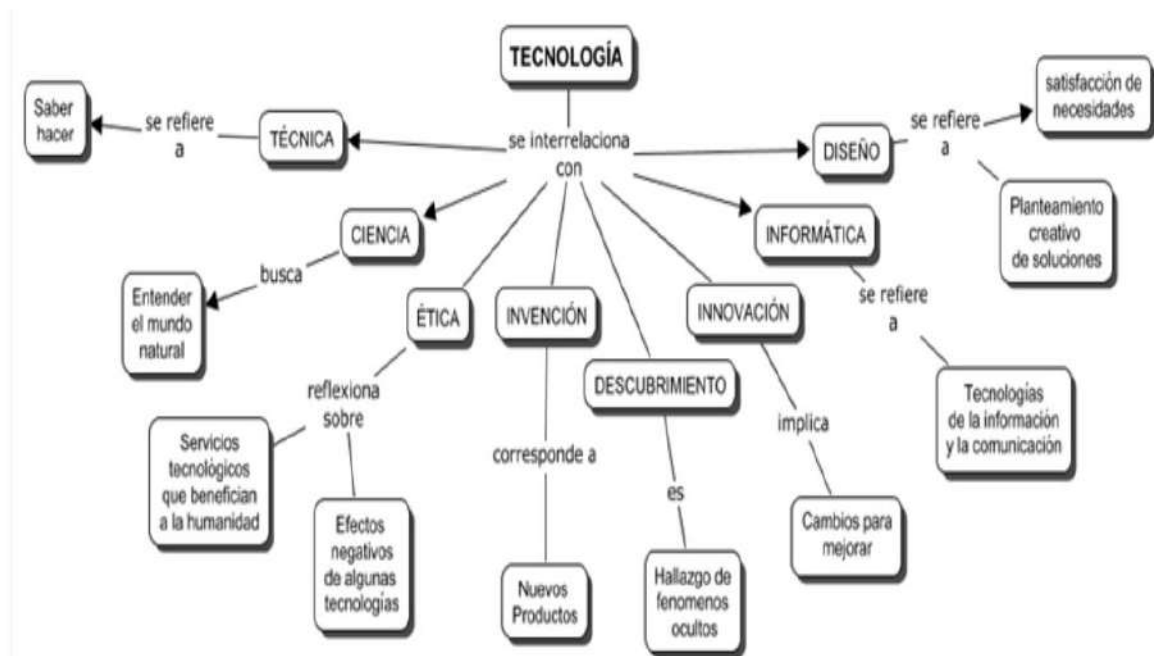 TECNOLOGÍA
se interrelaciona
con
TÉCNICA
se refiere
a
Saber
hacer
CIENCIA
busca
Entender
el mundo
natural
ÉTICA
reflexiona
sobre
Servicios
tecnológicos
que benefician
a la humanidad
Efectos
negativos
de algunas
tecnologías
INVENCIÓN
corresponde a
Nuevos
Productos
DESCUBRIMIENTO
es
Hallazgo de
fenomenos
ocultos
INNOVACIÓN
implica
Cambios para
mejorar
INFORMÁTICA
se refiere
a
Tecnologías
de la información
y la comunicación
DISEÑO
se refiere
a
satisfacción de
necesidades
Planteamiento
creativo
de soluciones